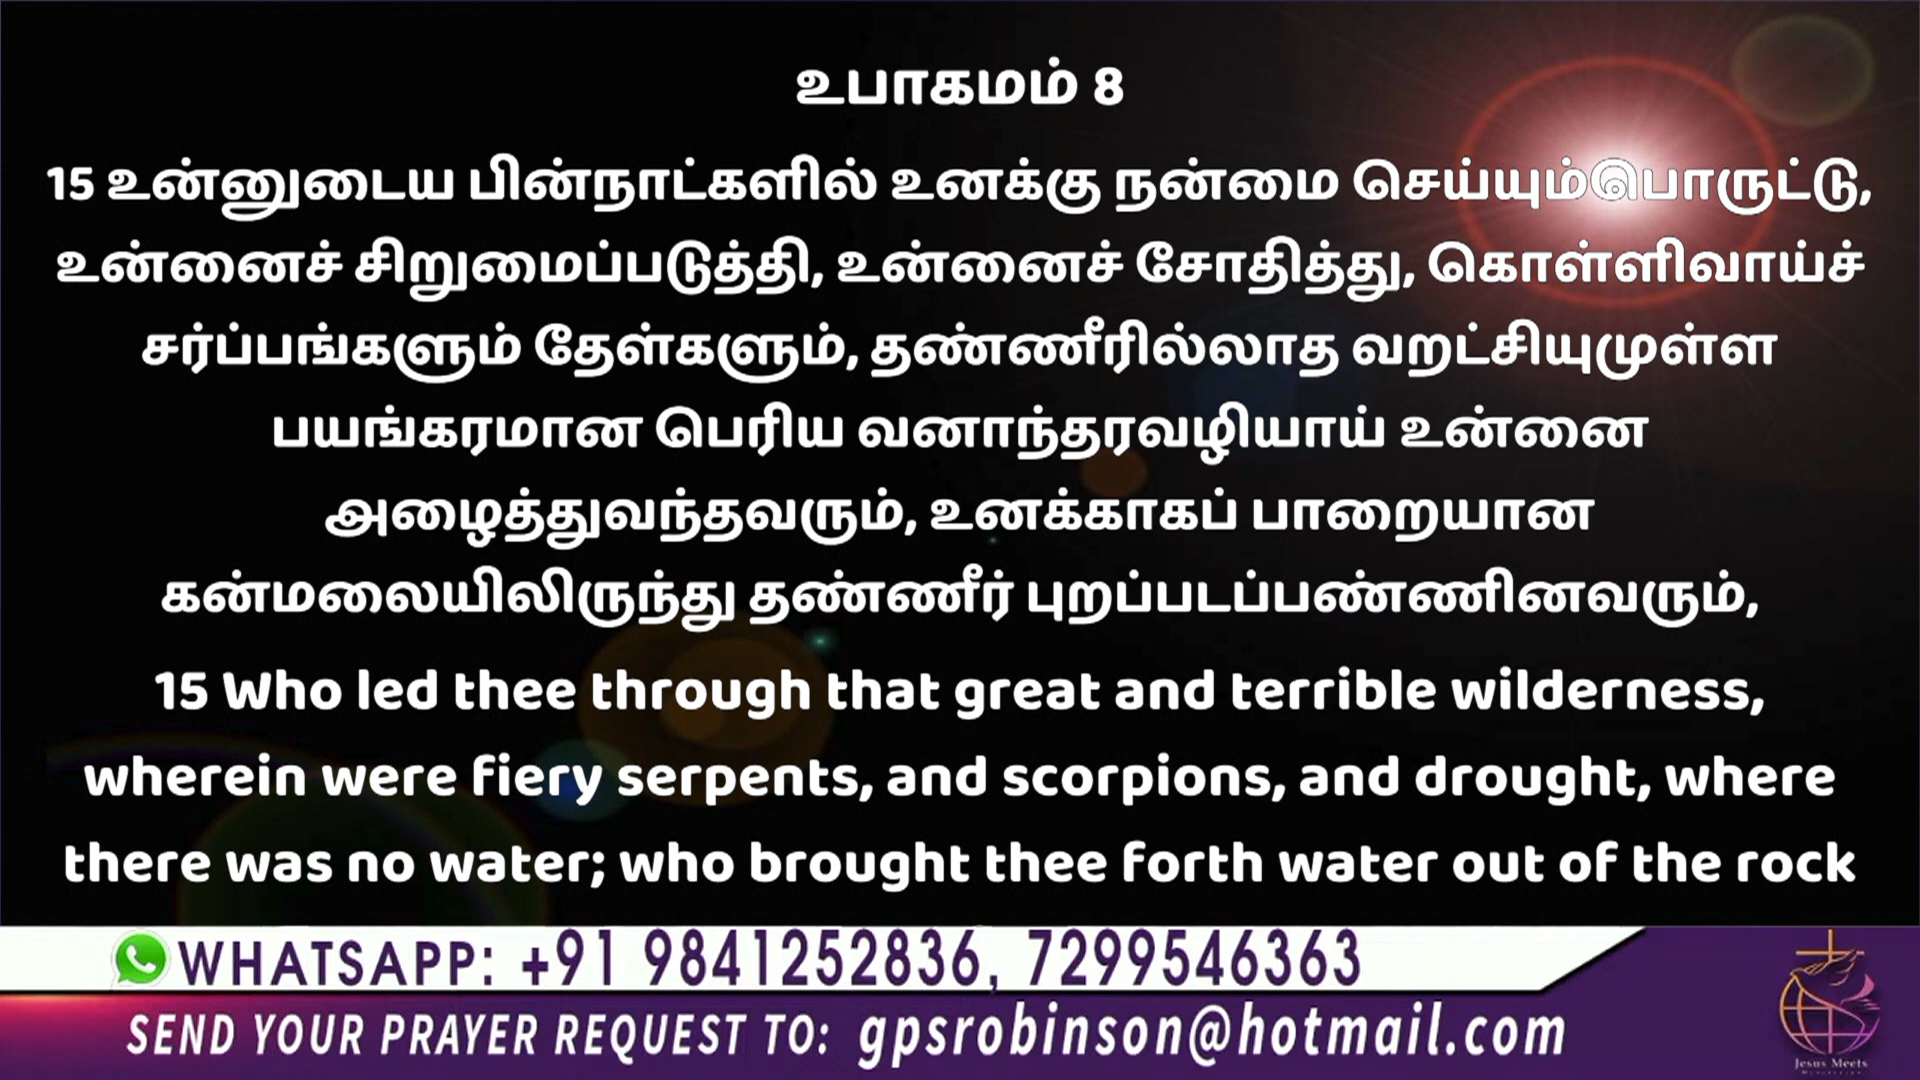 உபாகமம் 8
15 உன்னுடைய பின்நாட்களில் உனக்கு நன்மை செய்யும்பொருட்டு,
உன்னைச் சிறுமைப்படுத்தி, உன்னைச் சோதித்து, கொள்ளிவாய்ச்
சர்ப்பங்களும் தேள்களும், தண்ணீரில்லாத வறட்சியுமுள்ள
பயங்கரமான பெரிய வனாந்தரவழியாய் உன்னை
அழைத்துவந்தவரும், உனக்காகப் பாறையான
கன்மலையிலிருந்து தண்ணீர் புறப்படப்பண்ணினவரும்,
15 Who led thee through that great and terrible wilderness,
wherein were fiery serpents, and scorpions, and drought, where
there was no water; who brought thee forth water out of the rock
WHATSAPP: +91 9841252836, 7299546363
SEND YOUR PRAYER REQUEST TO: gpsrobinson@hotmail.com
Jesus Meets